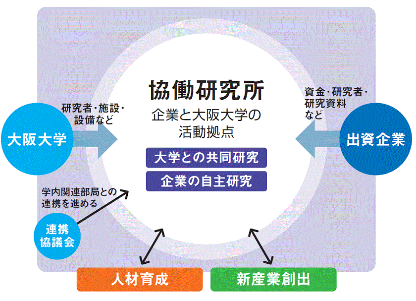 協働研究所
企業と大阪大学の
活動拠点
大学との共同研究
企業の自主研究
大阪大学
研究者・施設・
設備など
資金・研究者・
研究資料
など
出資企業
学内関連部局との
連携を進める
連携
協議会
人材育成
新産業創出